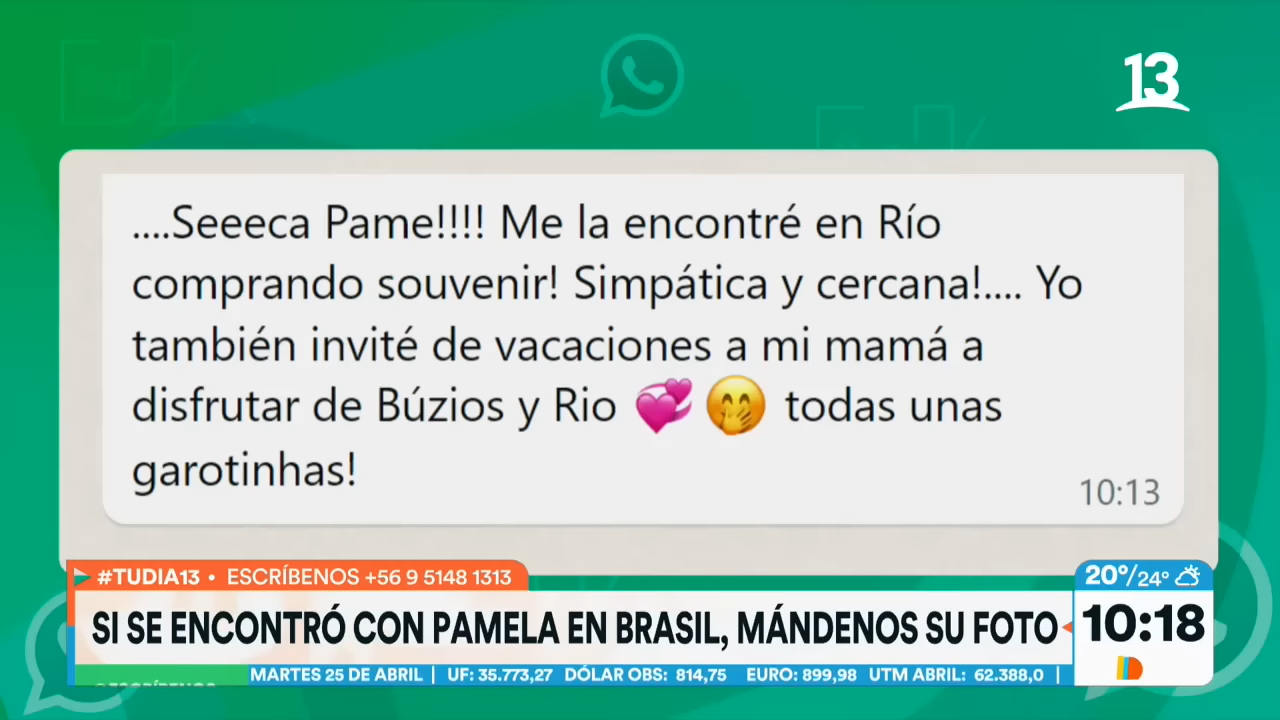 13
....Seeeca Pame!!!! Me la encontré en Río
comprando souvenir! Simpática y cercana!.... Yo
también invité de vacaciones a mi mamá a
disfrutar de Búzios y Rio 💞 🤭 todas unas
garotinhas!
10:13
#TUDIA13 • ESCRÍBENOS +56 9 5148 1313
20°/24°
SI SE ENCONTRÓ CON PAMELA EN BRASIL, MÁNDENOS SU FOTO
10:18
MARTES 25 DE ABRIL | UF: 35.773,27 DÓLAR OBS: 814,75 EURO: 899,98 UTM ABRIL: 62.388,0 |